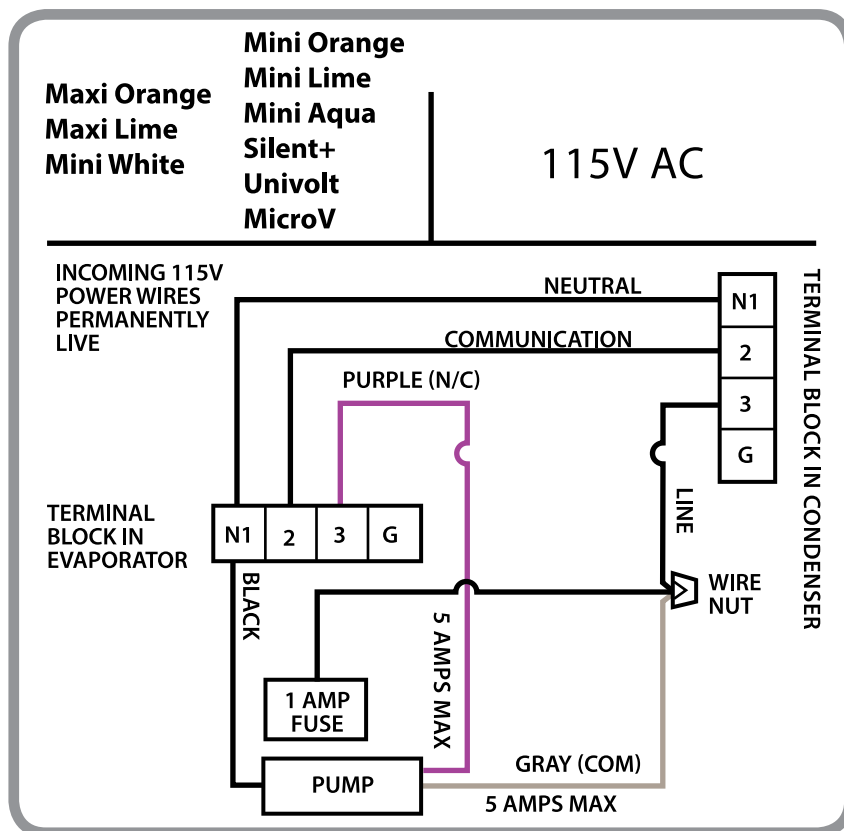 Maxi Orange
Maxi Lime
Mini White
Mini Orange
Mini Lime
Mini Aqua
Silent+
Univolt
MicroV
115V AC
INCOMING 115V
POWER WIRES
PERMANENTLY
LIVE
NEUTRAL
COMMUNICATION
PURPLE (N/C)
N1
2
3
G
TERMINAL BLOCK IN CONDENSER
TERMINAL
BLOCK IN
EVAPORATOR
N1 2 3 G
LINE
BLACK
WIRE
NUT
5 AMPS MAX
1 AMP
FUSE
PUMP
GRAY (COM)
5 AMPS MAX